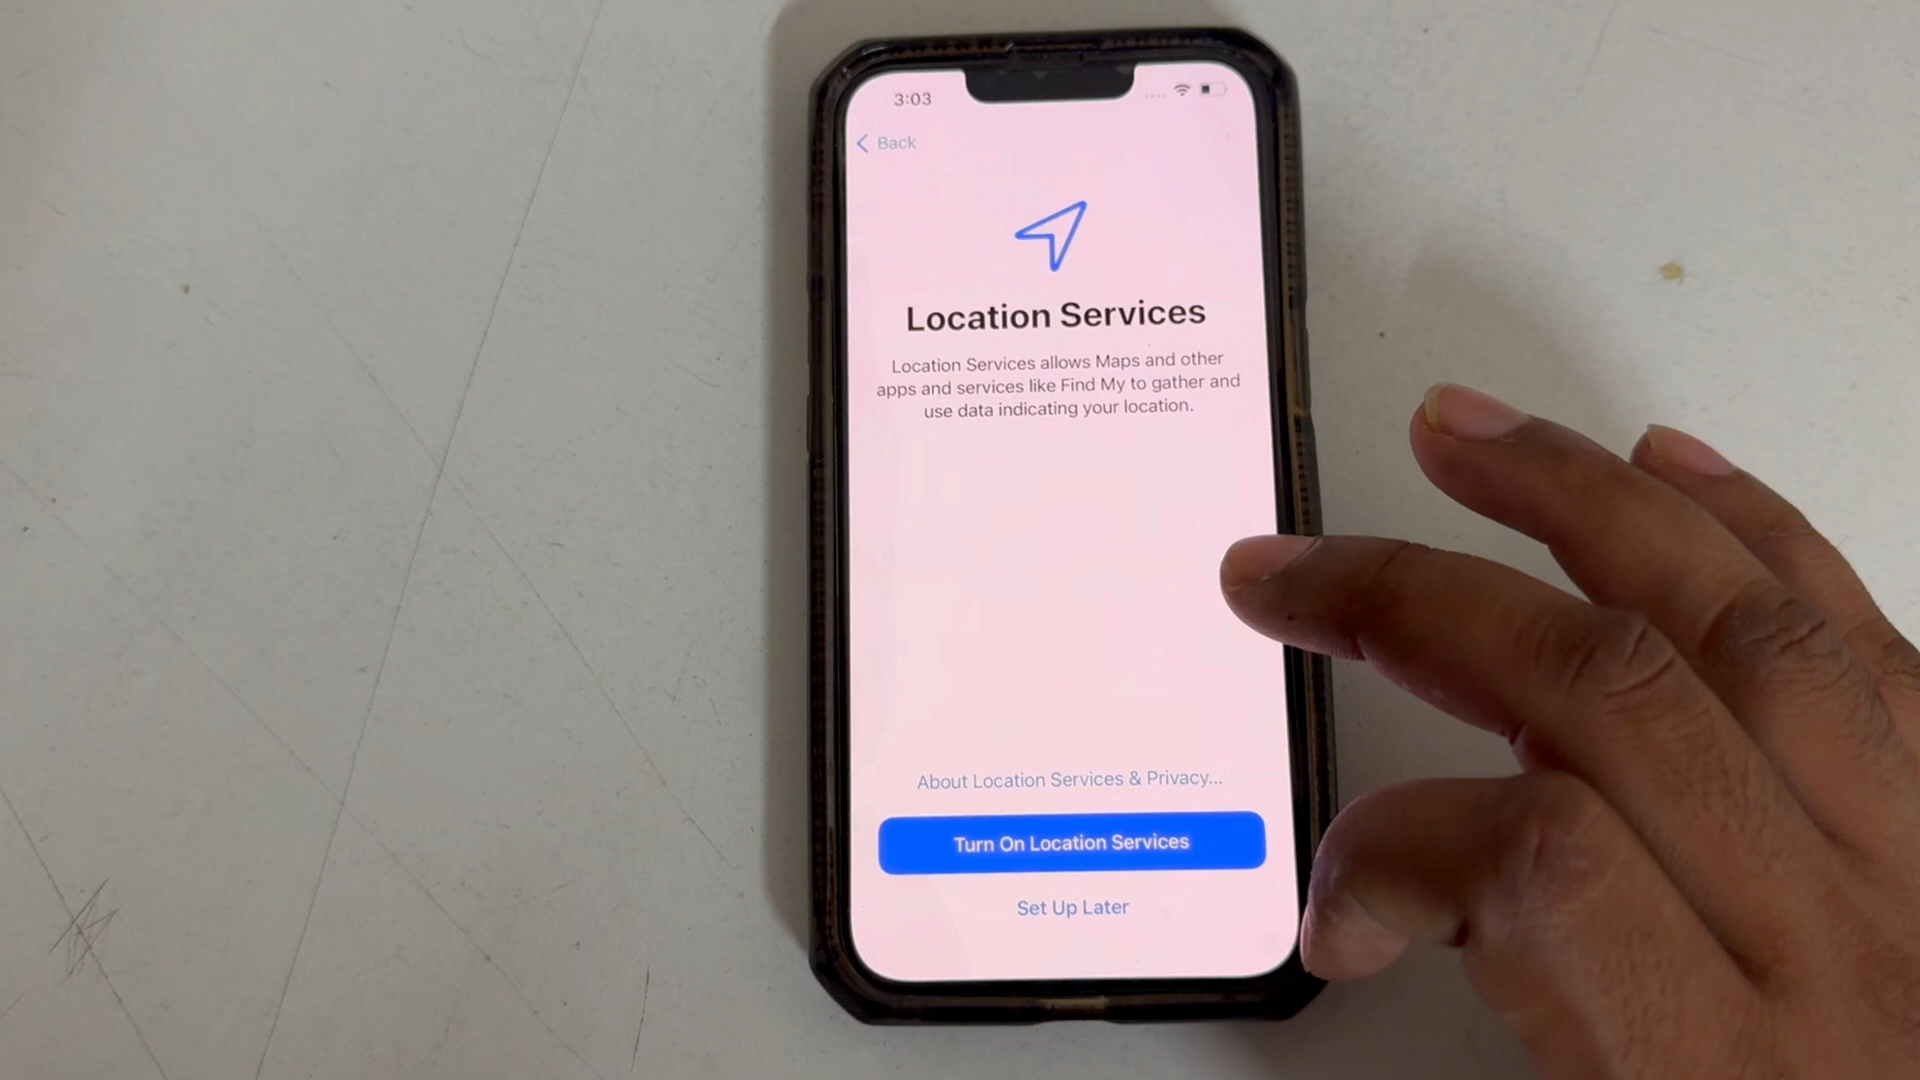 3:03
Back
Location Services
Location Services allows Maps and other
apps and services like Find My to gather and
use data indicating your location.
About Location Services & Privacy...
Turn On Location Services
Set Up Later